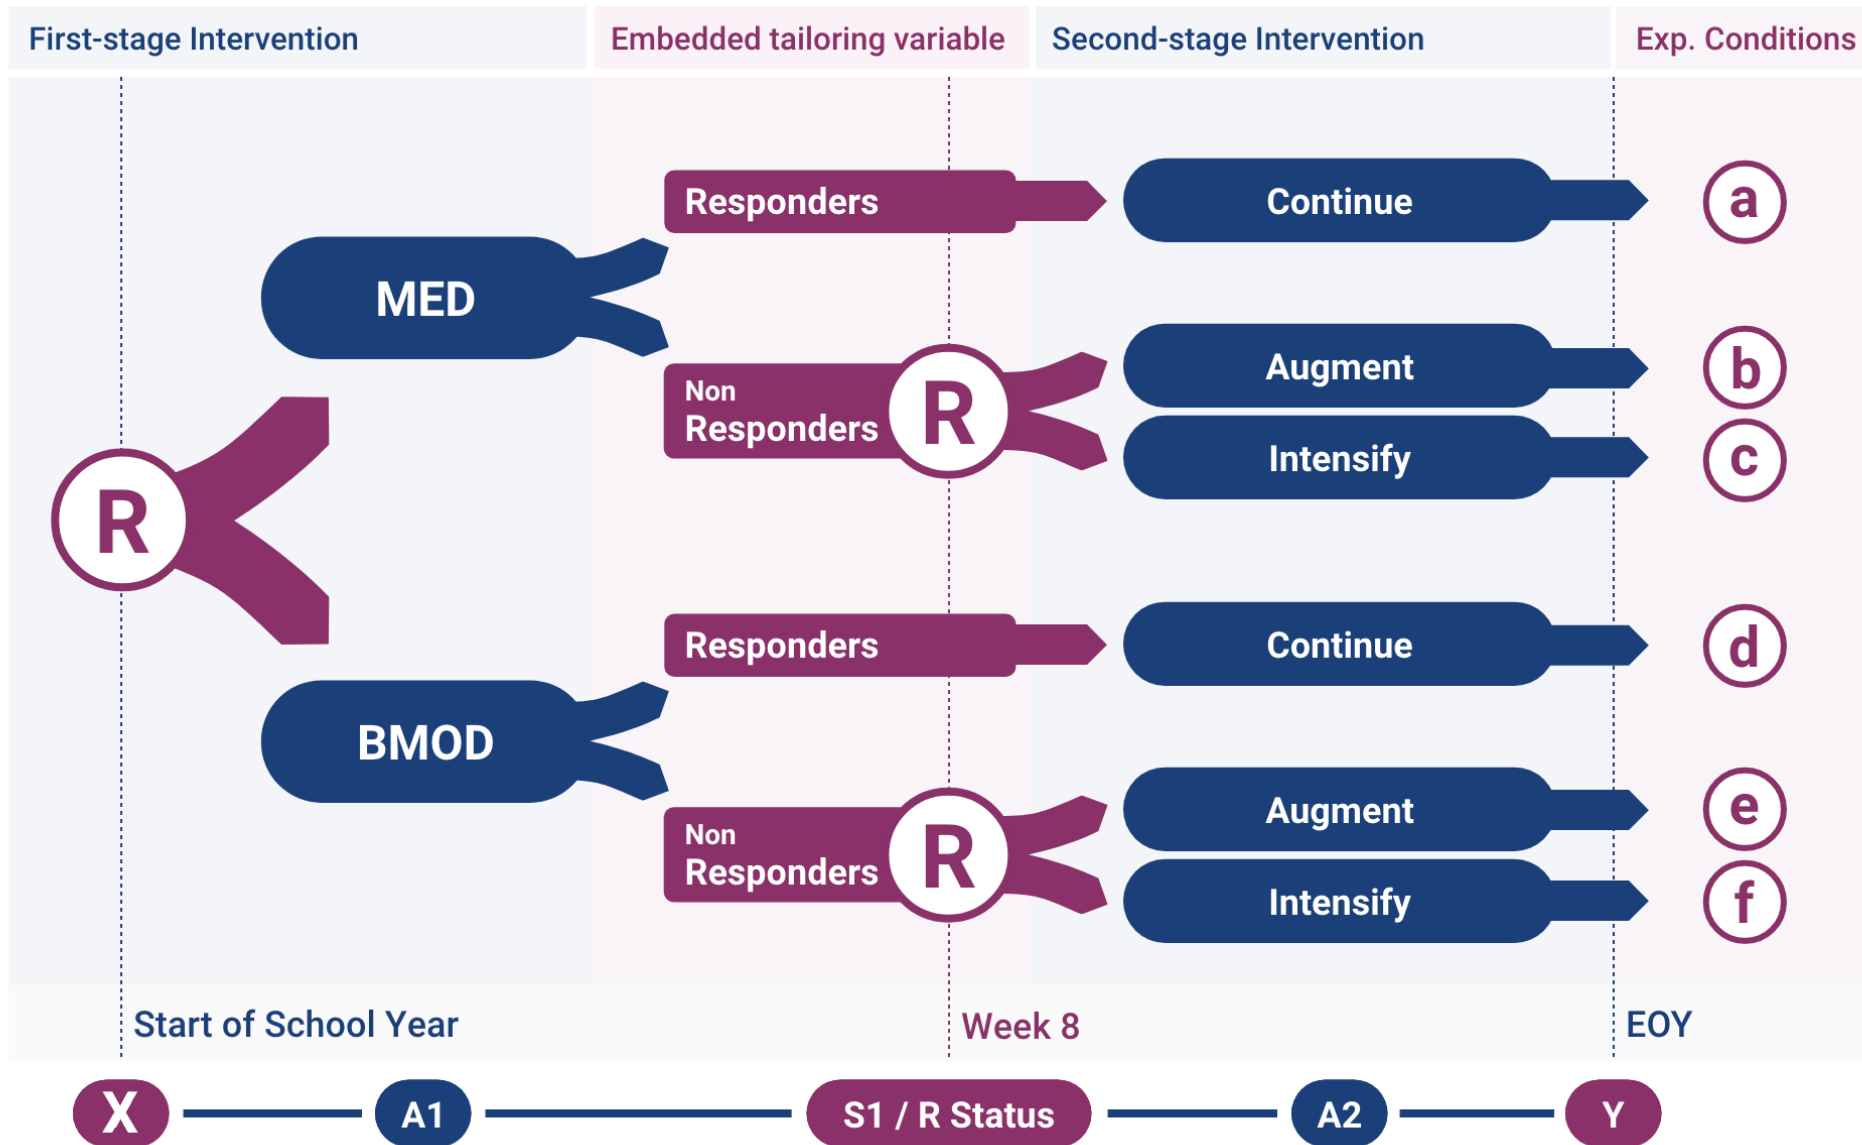 First-stage Intervention
Embedded tailoring variable
Second-stage Intervention
Exp. Conditions
Responders
Continue
a
MED
Augment
b
Non
Responders
R
Intensify
c
R
Responders
Continue
d
BMOD
Augment
e
Non
Responders
R
Intensify
f
Start of School Year
Week 8
EOY
X
A1
S1 / R Status
A2
Y